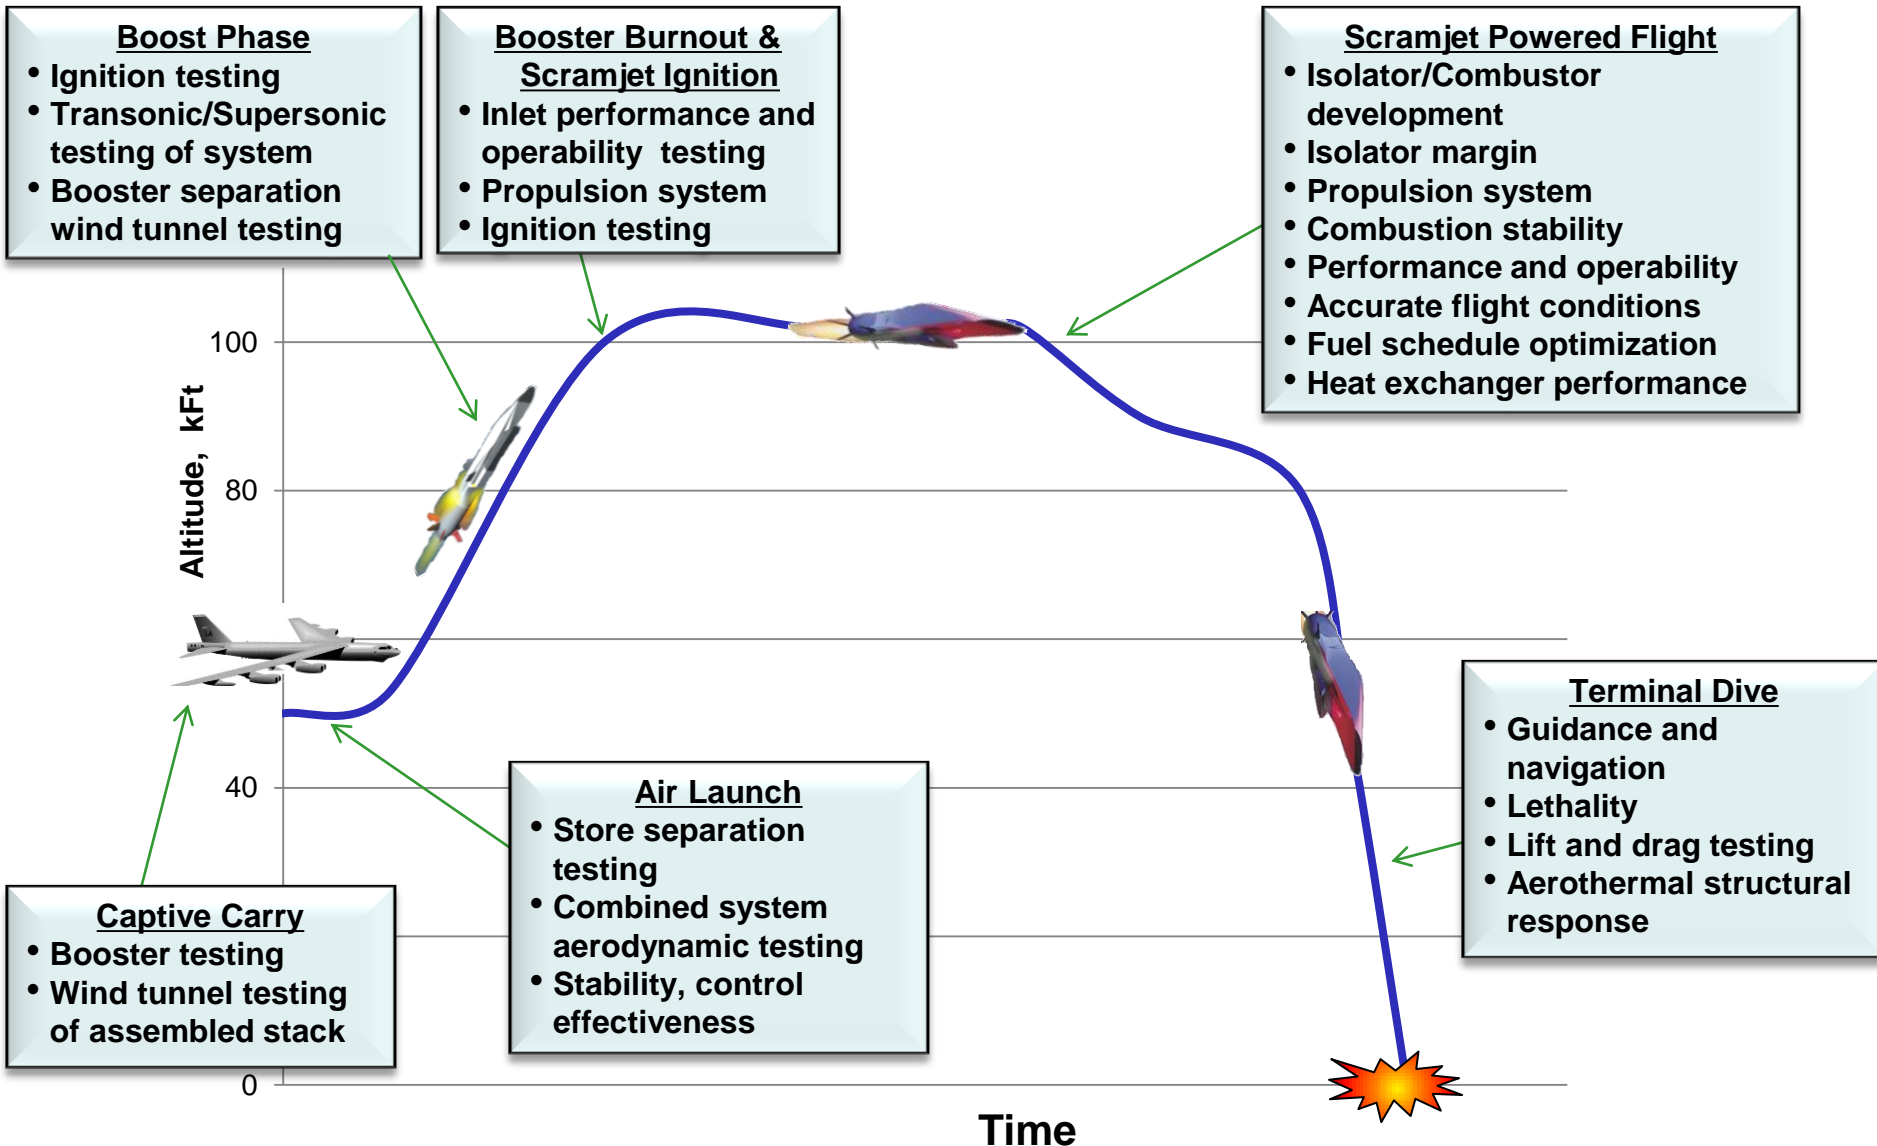 Boost Phase
• Ignition testing
• Transonic/Supersonic
testing of system
• Booster separation
wind tunnel testing
Booster Burnout &
Scramjet Ignition
• Inlet performance and
operability testing
• Propulsion system
• Ignition testing
Scramjet Powered Flight
• Isolator/Combustor
development
• Isolator margin
• Propulsion system
• Combustion stability
• Performance and operability
• Accurate flight conditions
• Fuel schedule optimization
• Heat exchanger performance
Altitude, kFt
100
80
40
0
Terminal Dive
• Guidance and
navigation
• Lethality
• Lift and drag testing
• Aerothermal structural
response
Air Launch
• Store separation
testing
• Combined system
aerodynamic testing
• Stability, control
effectiveness
Captive Carry
• Booster testing
• Wind tunnel testing
of assembled stack
Time